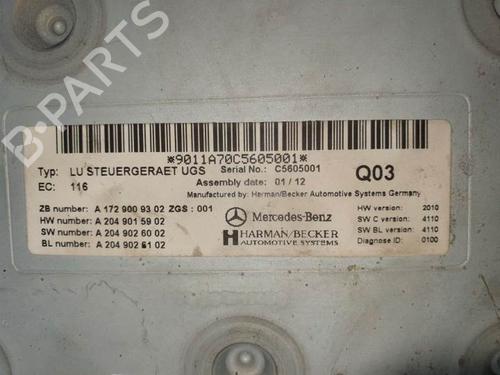 B-PARTS
*9011A70C5605001*
Typ: LU STEUERGERAET UGS Serial No.: C5605001 Q03
EC: 116 Assembly date: 01 / 12
Manufactured by: Harman/Becker Automotive Systems Germany
ZB number: A 172 900 93 02 ZGS : 001 Mercedes-Benz HW version: 2010
HW number: A 204 901 59 02 SW C version: 4110
SW number: A 204 902 60 02 HARMAN/BECKER SW BL version: 4110
BL number: A 204 902 61 02 AUTOMOTIVE SYSTEMS Diagnose ID: 0100